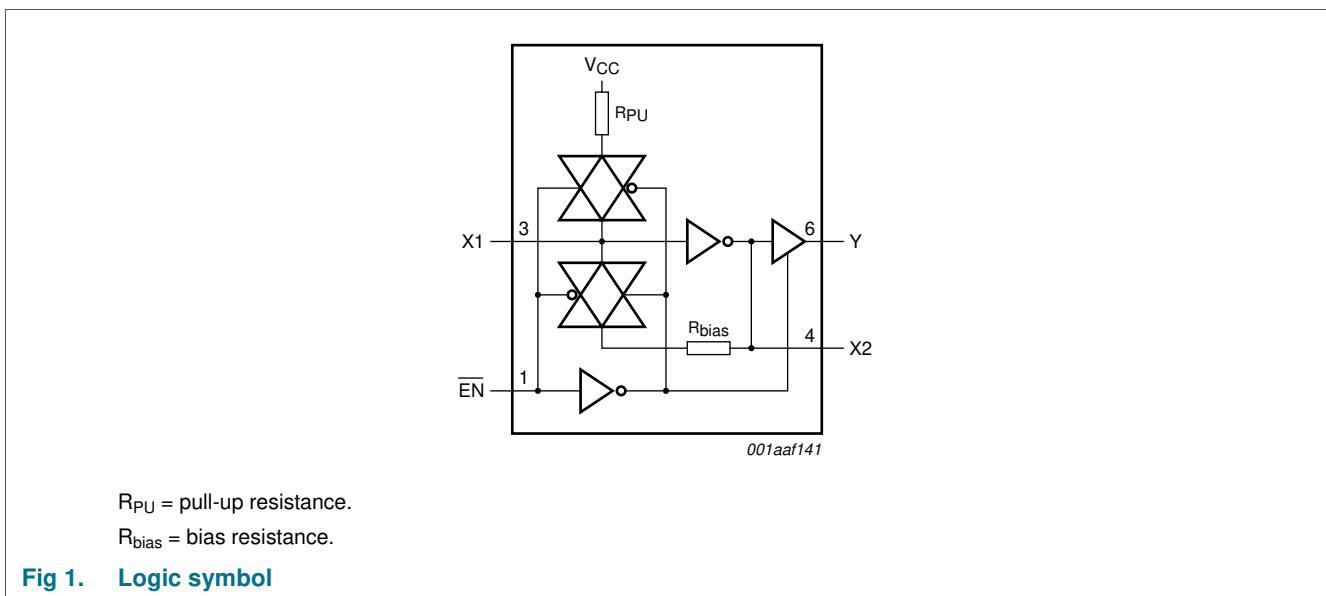 VCC
RPU
X1 3 6 Y
Rbias 4 X2
EN 1
001aaf141
RPU = pull-up resistance.
Rbias = bias resistance.
Fig 1. Logic symbol